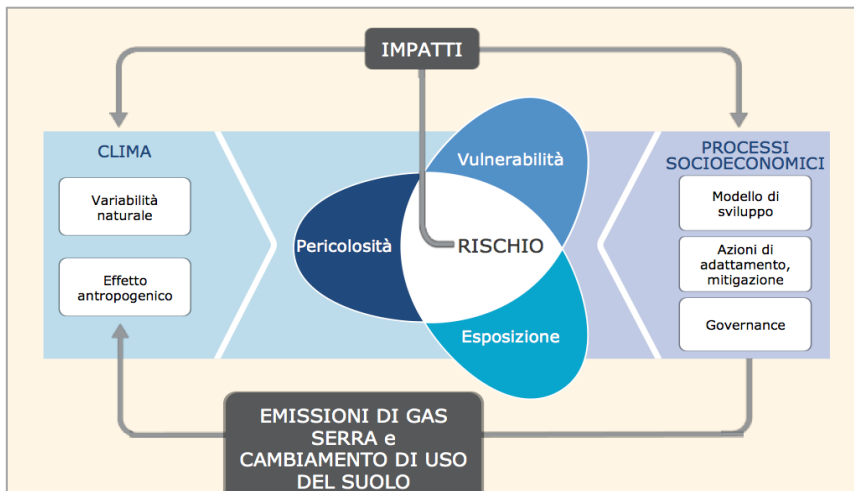 IMPATTI
CLIMA
Variabilità
naturale
Effetto
antropogenico
Pericolosità
Vulnerabilità
RISCHIO
Esposizione
PROCESSI
SOCIOECONOMICI
Modello di
sviluppo
Azioni di
adattamento,
mitigazione
Governance
EMISSIONI DI GAS
SERRA e
CAMBIAMENTO DI USO
DEL SUOLO